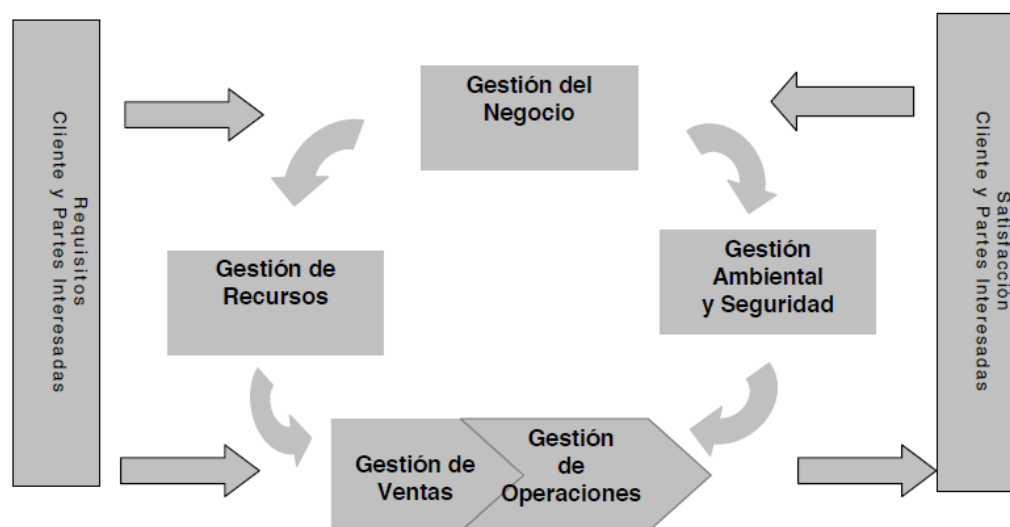 Requisitos
Cliente y Partes Interesadas
Gestión del
Negocio
Satisfacción
Cliente y Partes Interesadas
Gestión de
Recursos
Gestión
Ambiental
y Seguridad
Gestión de
Ventas
Gestión
de
Operaciones